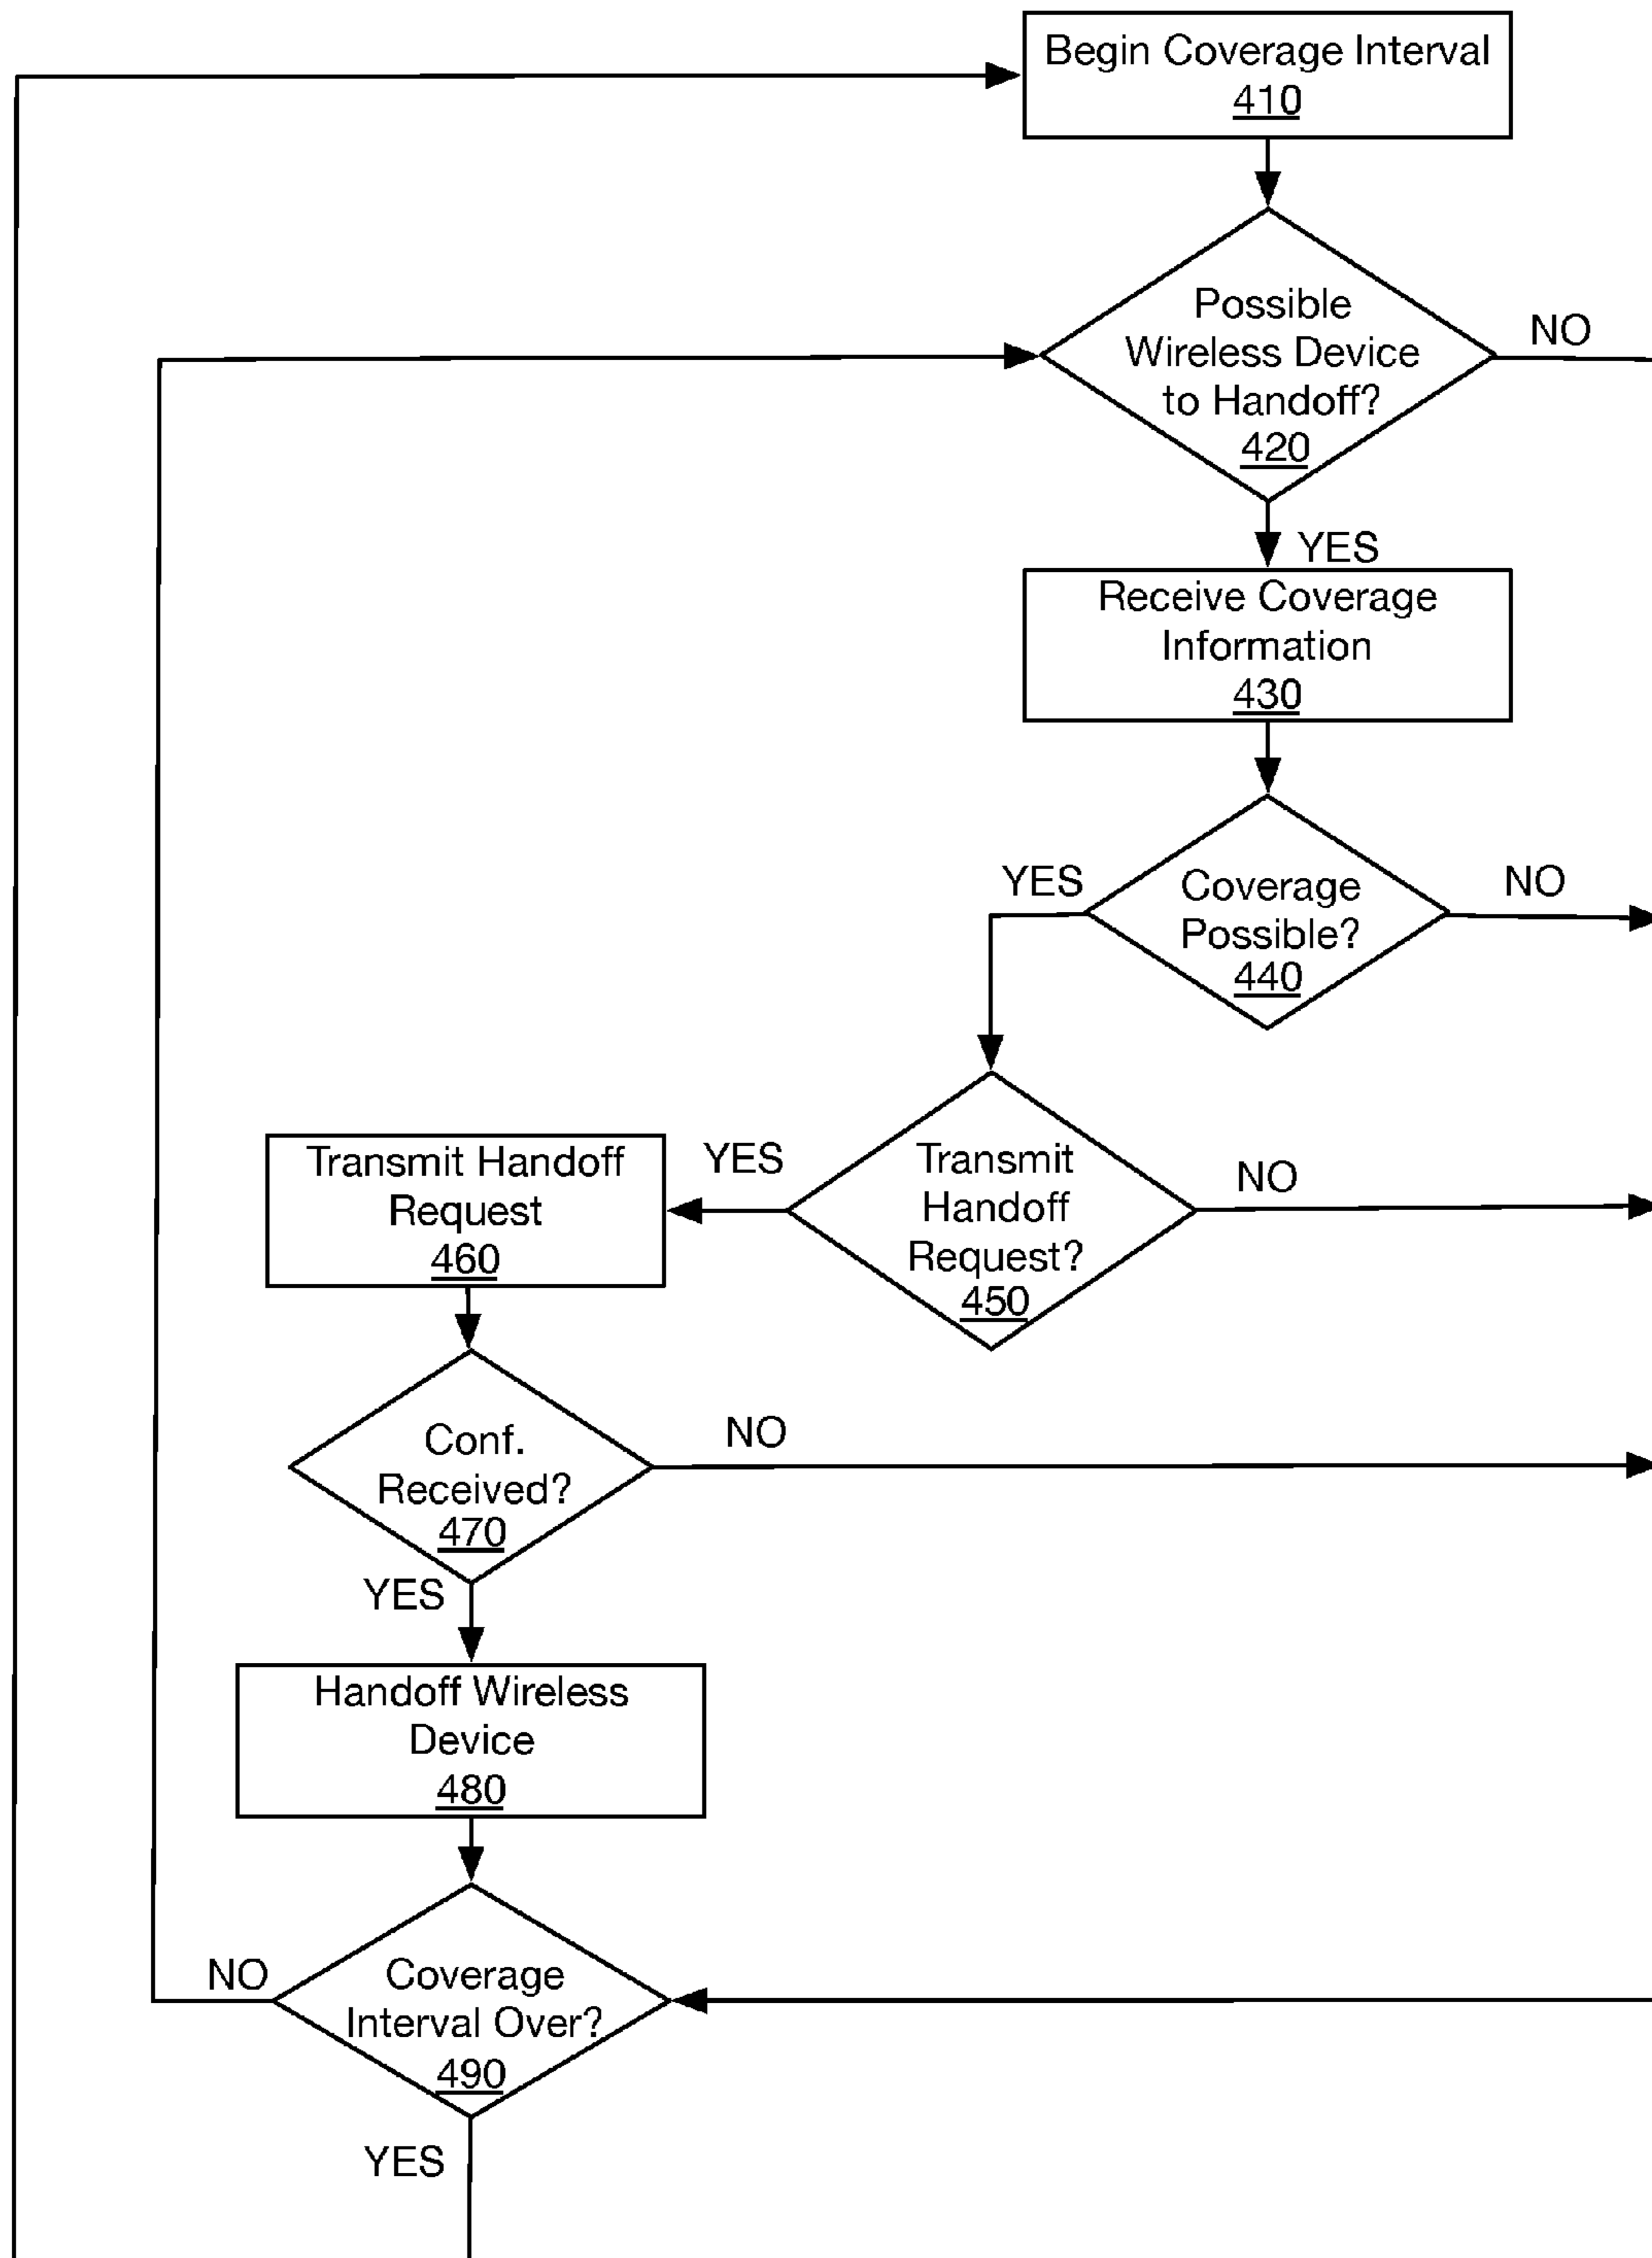 Begin Coverage Interval
410
Possible
Wireless Device
to Handoff?
420
NO
YES
Receive Coverage
Information
430
YES
Coverage
Possible?
440
NO
Transmit Handoff
Request
460
YES
Transmit
Handoff
Request?
450
NO
Conf.
Received?
470
NO
YES
Handoff Wireless
Device
480
NO
Coverage
Interval Over?
490
YES